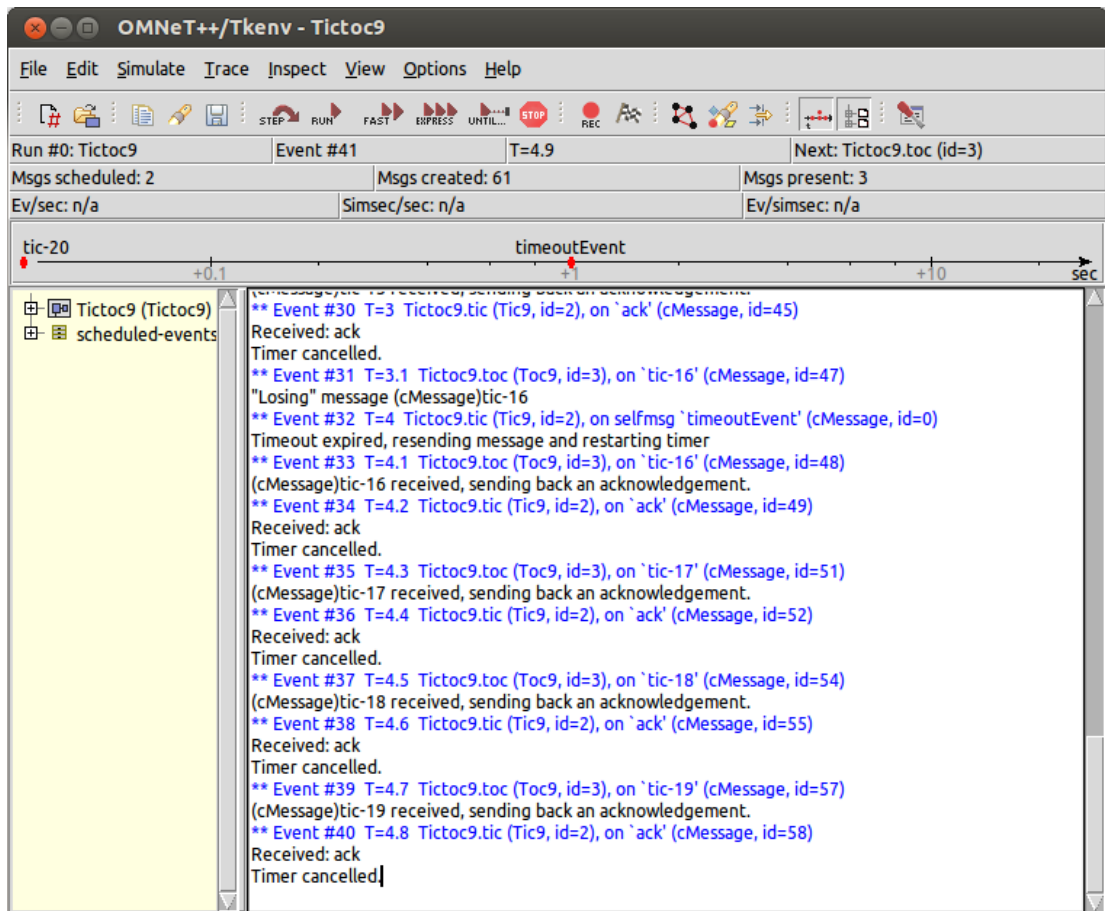 OMNeT++/Tkenv - Tictoc9
File Edit Simulate Trace Inspect View Options Help
STEP RUN FAST EXPRESS UNTIL... STOP REC
Run #0: Tictoc9 Event #41 T=4.9 Next: Tictoc9.toc (id=3)
Msgs scheduled: 2 Msgs created: 61 Msgs present: 3
Ev/sec: n/a Simsec/sec: n/a Ev/simsec: n/a
tic-20 timeoutEvent
+0.1 +1 +10 sec
Tictoc9 (Tictoc9)
scheduled-events
(cMessage)tic-15 received, sending back an acknowledgement.
** Event #30 T=3 Tictoc9.tic (Tic9, id=2), on `ack' (cMessage, id=45)
Received: ack
Timer cancelled.
** Event #31 T=3.1 Tictoc9.toc (Toc9, id=3), on `tic-16' (cMessage, id=47)
"Losing" message (cMessage)tic-16
** Event #32 T=4 Tictoc9.tic (Tic9, id=2), on selfmsg `timeoutEvent' (cMessage, id=0)
Timeout expired, resending message and restarting timer
** Event #33 T=4.1 Tictoc9.toc (Toc9, id=3), on `tic-16' (cMessage, id=48)
(cMessage)tic-16 received, sending back an acknowledgement.
** Event #34 T=4.2 Tictoc9.tic (Tic9, id=2), on `ack' (cMessage, id=49)
Received: ack
Timer cancelled.
** Event #35 T=4.3 Tictoc9.toc (Toc9, id=3), on `tic-17' (cMessage, id=51)
(cMessage)tic-17 received, sending back an acknowledgement.
** Event #36 T=4.4 Tictoc9.tic (Tic9, id=2), on `ack' (cMessage, id=52)
Received: ack
Timer cancelled.
** Event #37 T=4.5 Tictoc9.toc (Toc9, id=3), on `tic-18' (cMessage, id=54)
(cMessage)tic-18 received, sending back an acknowledgement.
** Event #38 T=4.6 Tictoc9.tic (Tic9, id=2), on `ack' (cMessage, id=55)
Received: ack
Timer cancelled.
** Event #39 T=4.7 Tictoc9.toc (Toc9, id=3), on `tic-19' (cMessage, id=57)
(cMessage)tic-19 received, sending back an acknowledgement.
** Event #40 T=4.8 Tictoc9.tic (Tic9, id=2), on `ack' (cMessage, id=58)
Received: ack
Timer cancelled.